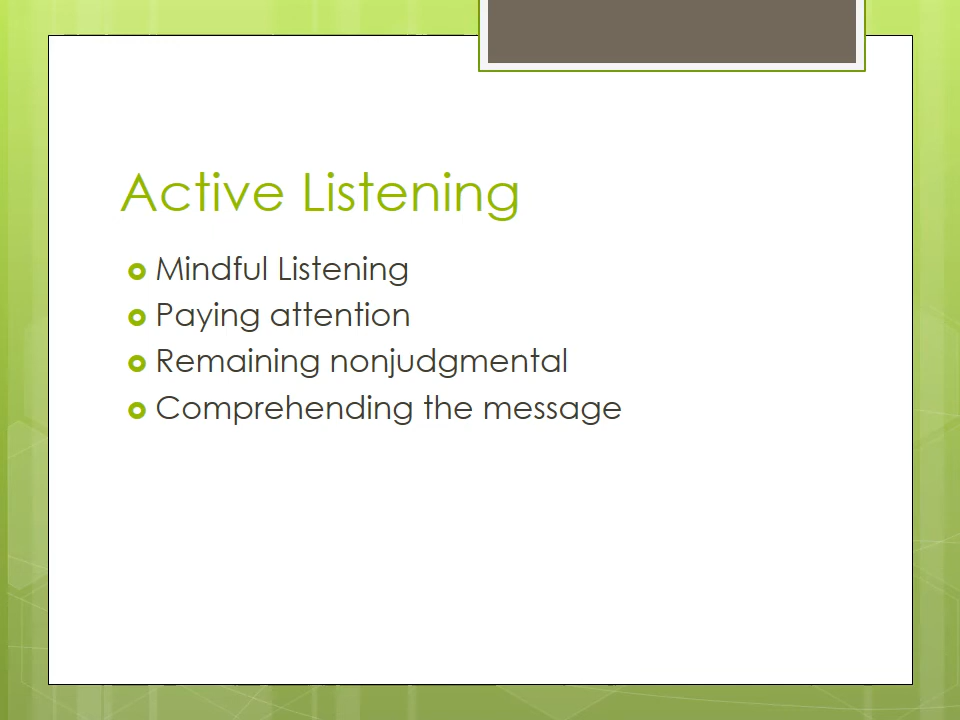 Active Listening
Mindful Listening
Paying attention
Remaining nonjudgmental
Comprehending the message